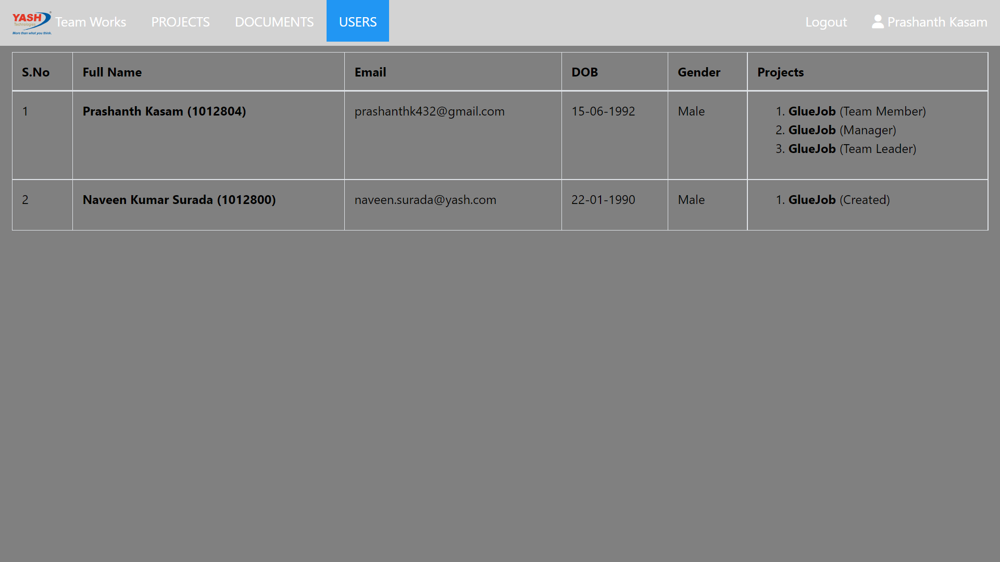 YASH Technologies More than what you think. Team Works PROJECTS DOCUMENTS USERS Logout Prashanth Kasam
S.No Full Name Email DOB Gender Projects
1 Prashanth Kasam (1012804) prashanthk432@gmail.com 15-06-1992 Male 1. GlueJob (Team Member)
2. GlueJob (Manager)
3. GlueJob (Team Leader)
2 Naveen Kumar Surada (1012800) naveen.surada@yash.com 22-01-1990 Male 1. GlueJob (Created)